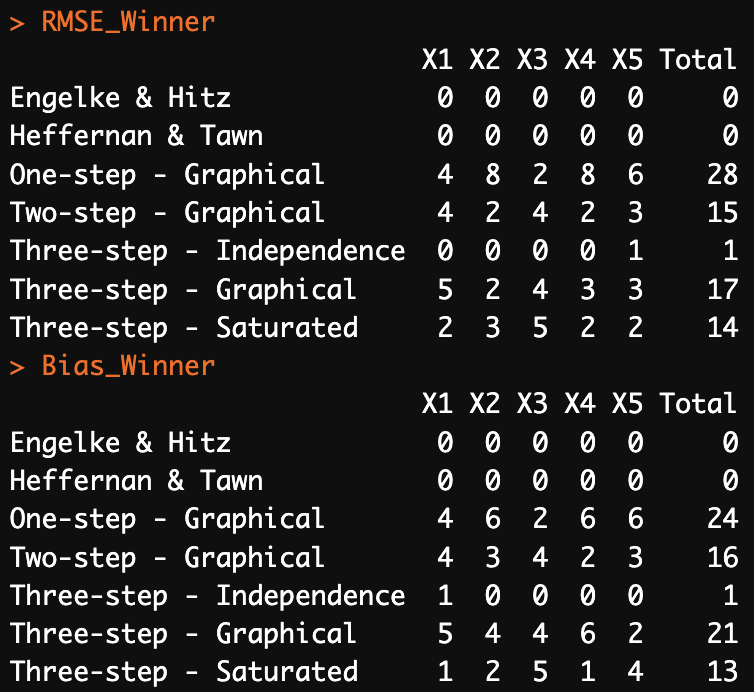 > RMSE_Winner
X1 X2 X3 X4 X5 Total
Engelke & Hitz 0 0 0 0 0 0
Heffernan & Tawn 0 0 0 0 0 0
One-step - Graphical 4 8 2 8 6 28
Two-step - Graphical 4 2 4 2 3 15
Three-step - Independence 0 0 0 0 1 1
Three-step - Graphical 5 2 4 3 3 17
Three-step - Saturated 2 3 5 2 2 14
> Bias_Winner
X1 X2 X3 X4 X5 Total
Engelke & Hitz 0 0 0 0 0 0
Heffernan & Tawn 0 0 0 0 0 0
One-step - Graphical 4 6 2 6 6 24
Two-step - Graphical 4 3 4 2 3 16
Three-step - Independence 1 0 0 0 0 1
Three-step - Graphical 5 4 4 6 2 21
Three-step - Saturated 1 2 5 1 4 13